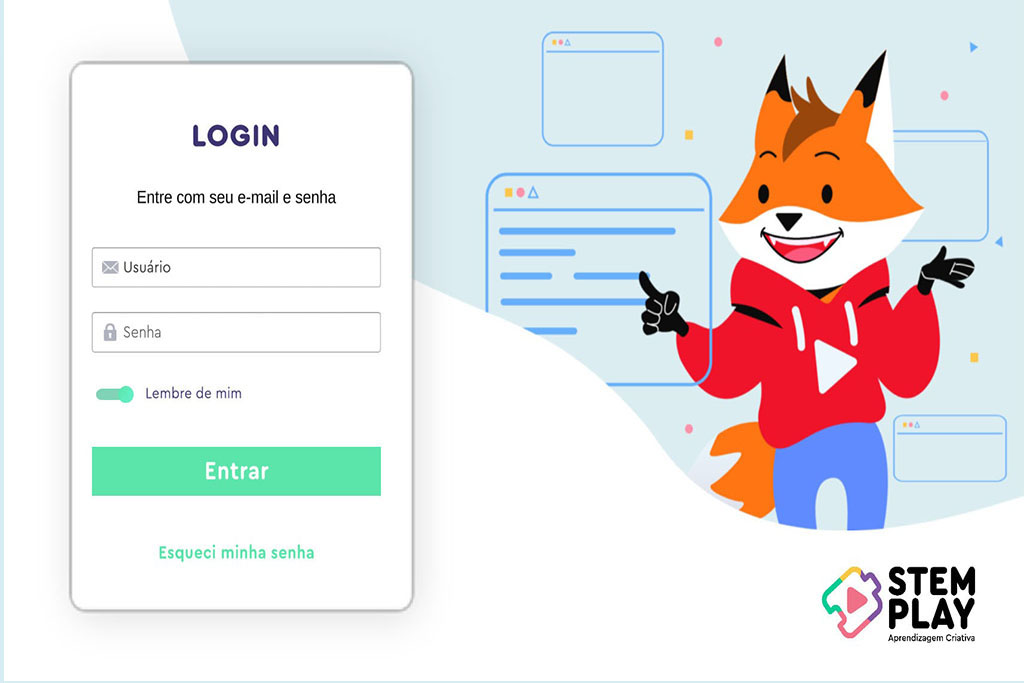 LOGIN
Entre com seu e-mail e senha
Usuário
Senha
Lembre de mim
Entrar
Esqueci minha senha
STEM
PLAY
Aprendizagem Criativa